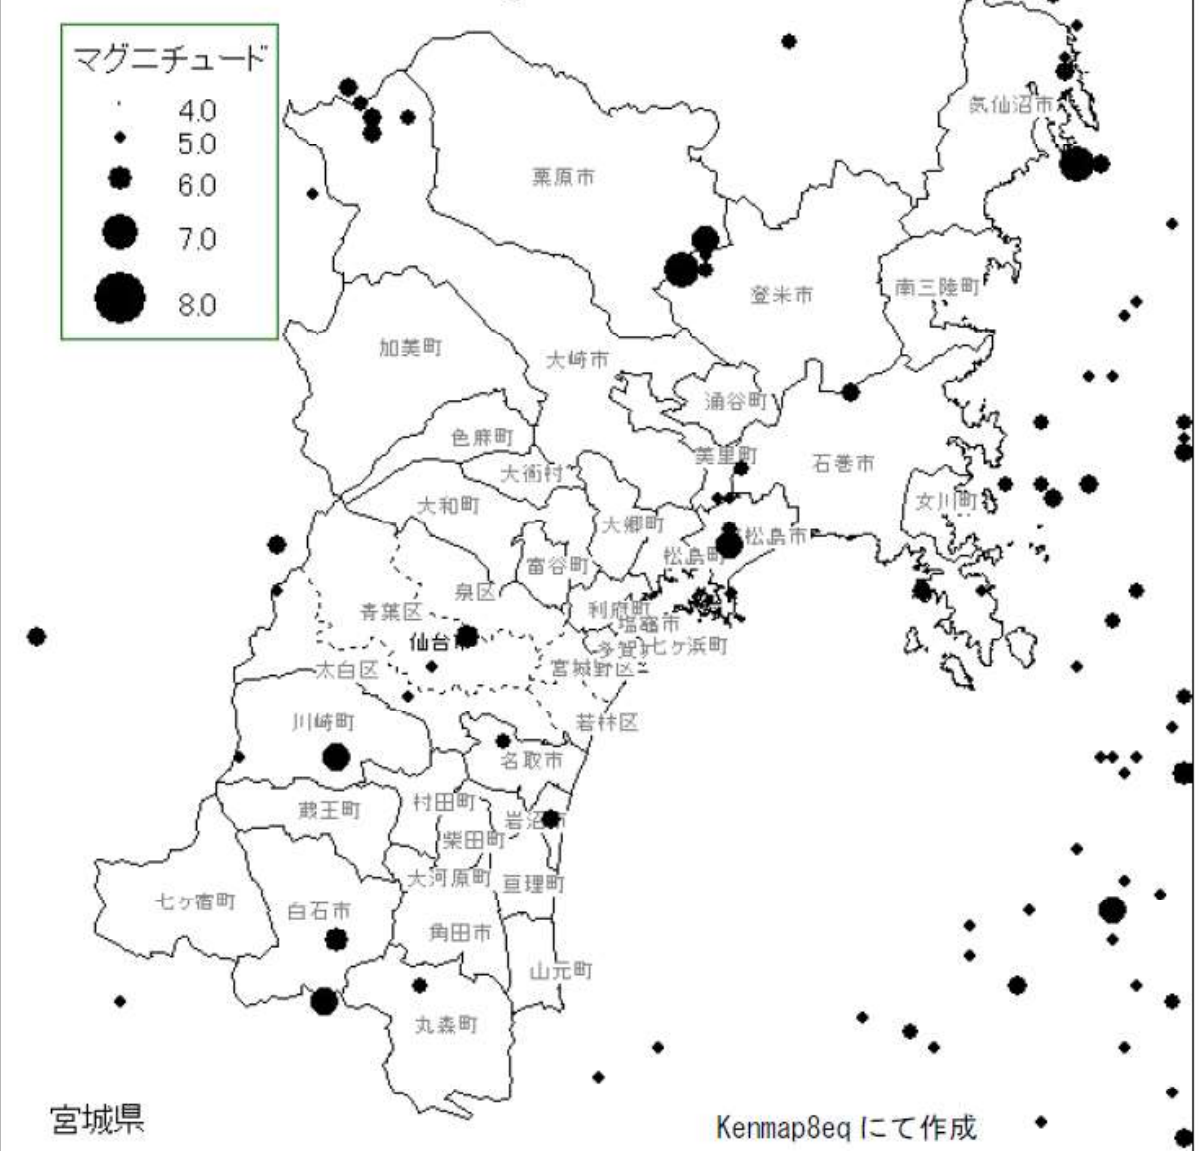 マグニチュード
4.0
5.0
6.0
7.0
8.0
気仙沼市
栗原市
南三陸町
登米市
加美町
大崎市
涌谷町
色麻町
美里町
石巻市
大衡村
大和町
女川町
大郷町
松島市
松島町
富谷町
泉区
利府町
青葉区
塩竈市
仙台
七ヶ浜町
多賀
宮城野区
太白区
川崎町
若林区
名取市
村田町
蔵王町
岩沼市
柴田町
大河原町
亘理町
七ヶ宿町
白石市
角田市
山元町
丸森町
宮城県
Kenmap8eq にて作成